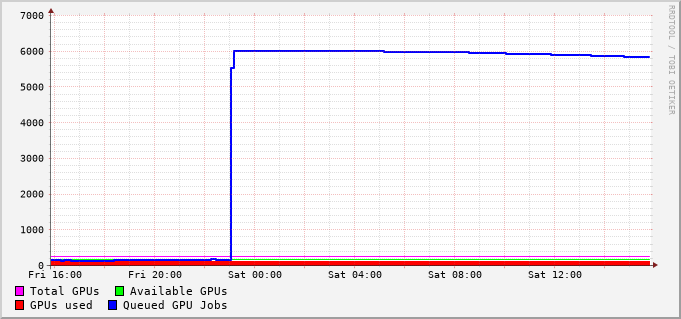 7000
6000
5000
4000
3000
2000
1000
0
Fri 16:00 Fri 20:00 Sat 00:00 Sat 04:00 Sat 08:00 Sat 12:00
Total GPUs Available GPUs
GPUs used Queued GPU Jobs
RRDTOOL / TOBI OETIKER